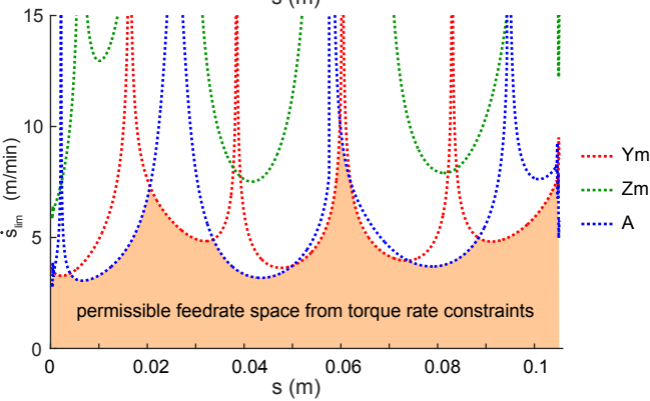 s (m)
15
10
5
0
ṡlim (m/min)
permissible feedrate space from torque rate constraints
0 0.02 0.04 0.06 0.08 0.1
s (m)
Ym
Zm
A